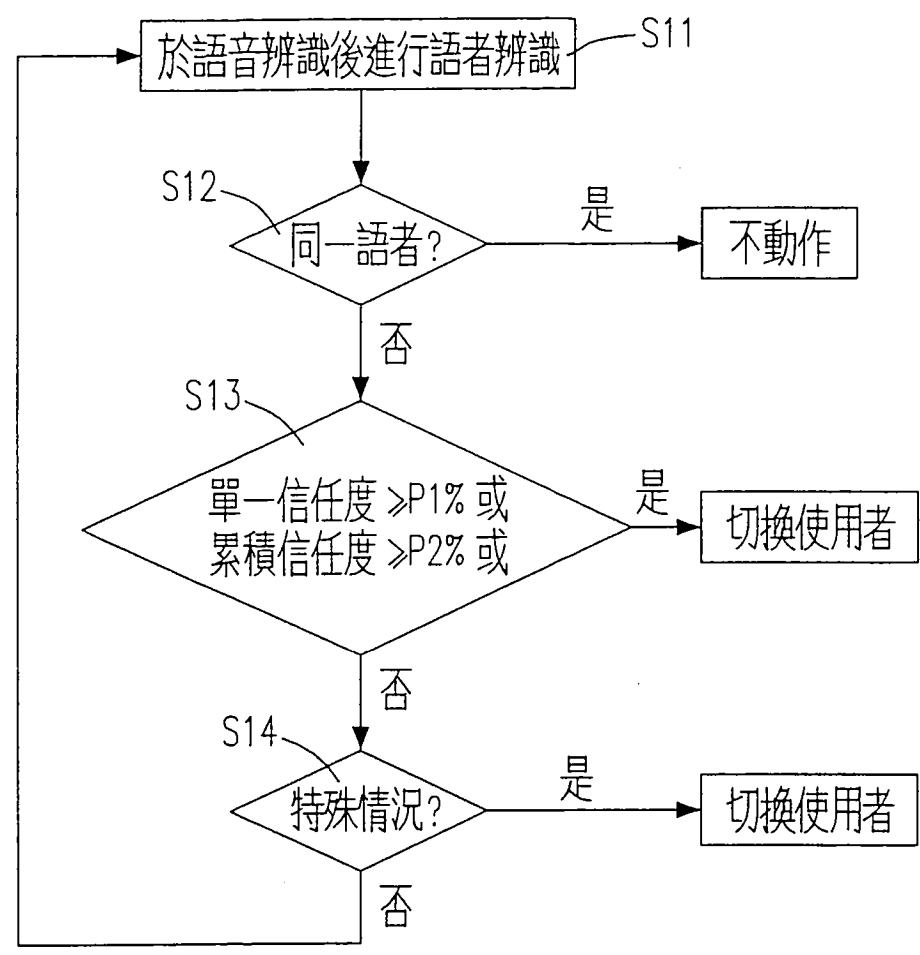 於語音辨識後進行語者辨識
S11
S12
同一語者?
是
不動作
否
S13
單一信任度≥P1% 或
累積信任度≥P2% 或
是
切換使用者
否
S14
特殊情況?
是
切換使用者
否